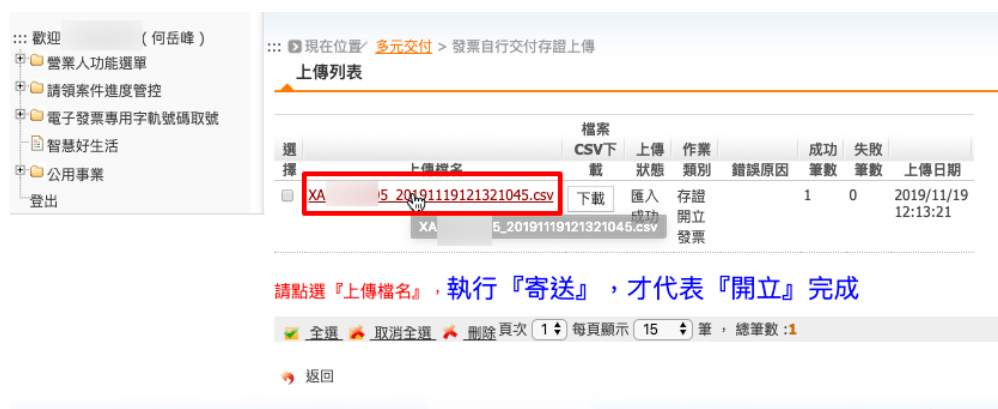 ::: 歡迎 (何岳峰)
營業人功能選單
請領案件進度管控
電子發票專用字軌號碼取號
智慧好生活
公用事業
登出
::: 現在位置／ 多元交付 > 發票自行交付存證上傳
上傳列表
選擇 上傳檔名 檔案CSV下載 上傳狀態 作業類別 錯誤原因 成功筆數 失敗筆數 上傳日期
XA 5_20191119121321045.csv 下載 匯入成功 存證開立發票 1 0 2019/11/19 12:13:21
XA 5_20191119121321045.csv
請點選『上傳檔名』，執行『寄送』，才代表『開立』完成
全選 取消全選 刪除 頁次 1 每頁顯示 15 筆， 總筆數 :1
返回